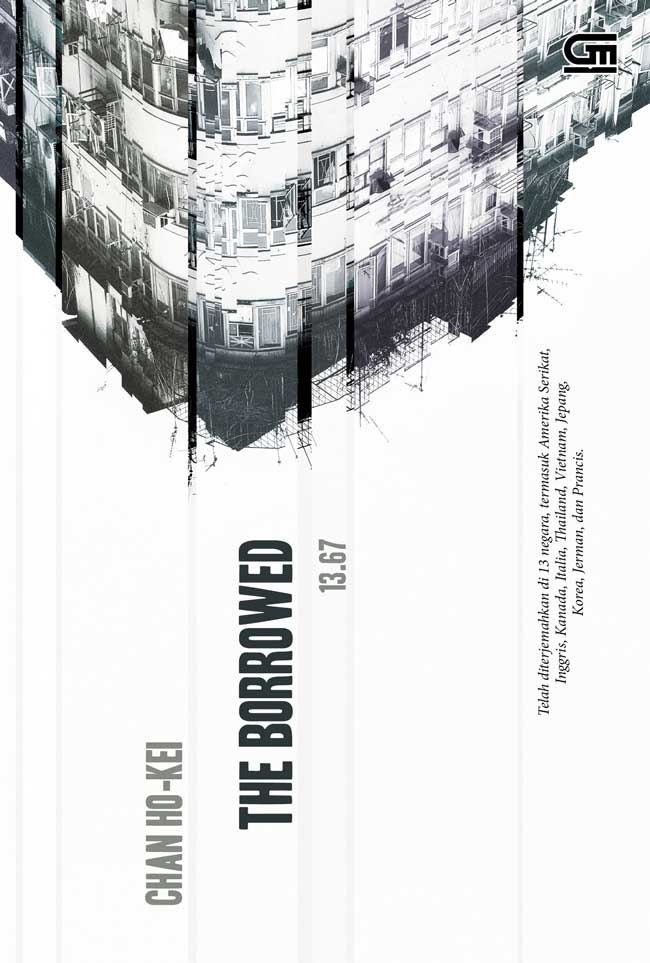 GM
CHAN HO-KEI
THE BORROWED
13.67
Telah diterjemahkan di 13 negara, termasuk Amerika Serikat,
Inggris, Kanada, Italia, Thailand, Vietnam, Jepang,
Korea, Jerman, dan Prancis.